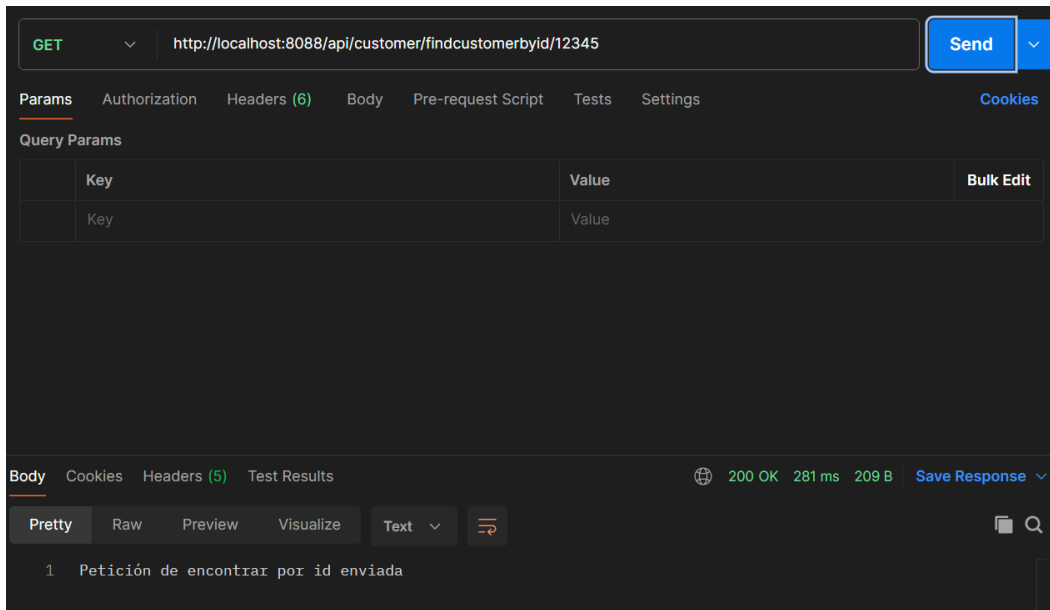 GET http://localhost:8088/api/customer/findcustomerbyid/12345 Send
Params Authorization Headers (6) Body Pre-request Script Tests Settings Cookies
Query Params
Key Value Bulk Edit
Key Value
Body Cookies Headers (5) Test Results 200 OK 281 ms 209 B Save Response
Pretty Raw Preview Visualize Text
1 Petición de encontrar por id enviada